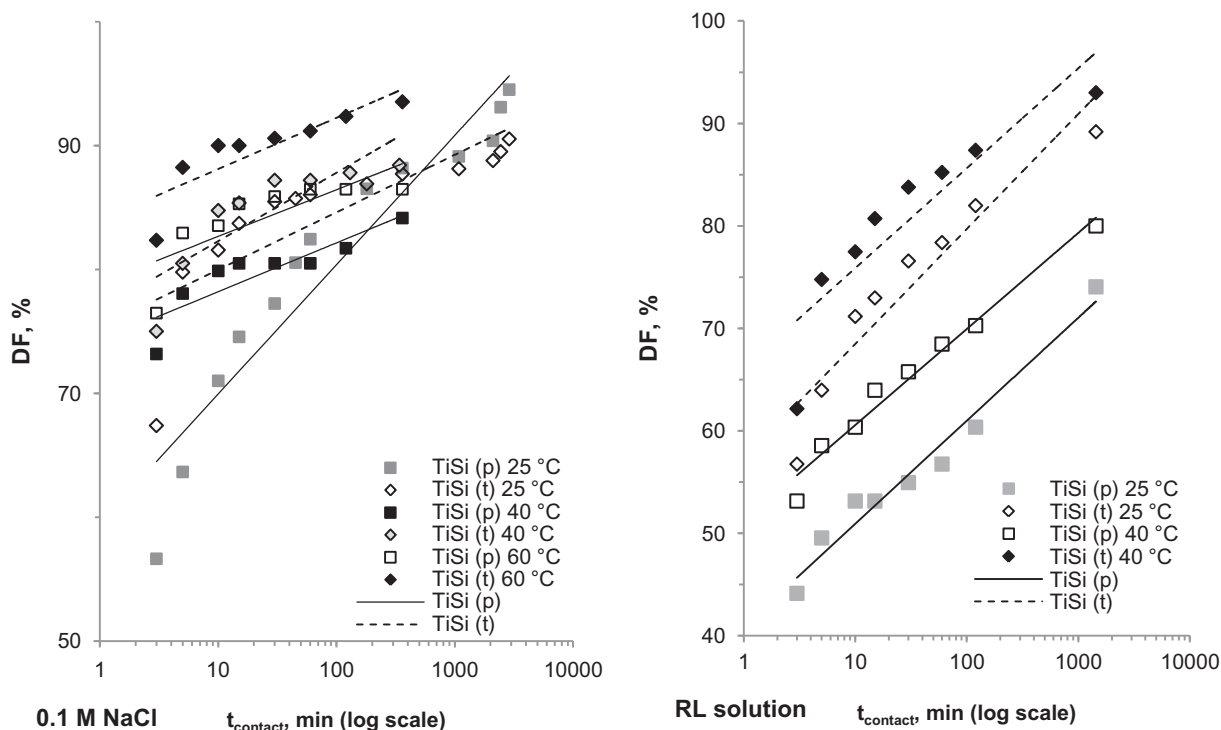 DF, %
90
70
50
1 10 100 1000 10000
TiSi (p) 25 °C
TiSi (t) 25 °C
TiSi (p) 40 °C
TiSi (t) 40 °C
TiSi (p) 60 °C
TiSi (t) 60 °C
TiSi (p)
TiSi (t)
0.1 M NaCl t_contact, min (log scale)
DF, %
100
90
80
70
60
50
40
1 10 100 1000 10000
TiSi (p) 25 °C
TiSi (t) 25 °C
TiSi (p) 40 °C
TiSi (t) 40 °C
TiSi (p)
TiSi (t)
RL solution t_contact, min (log scale)